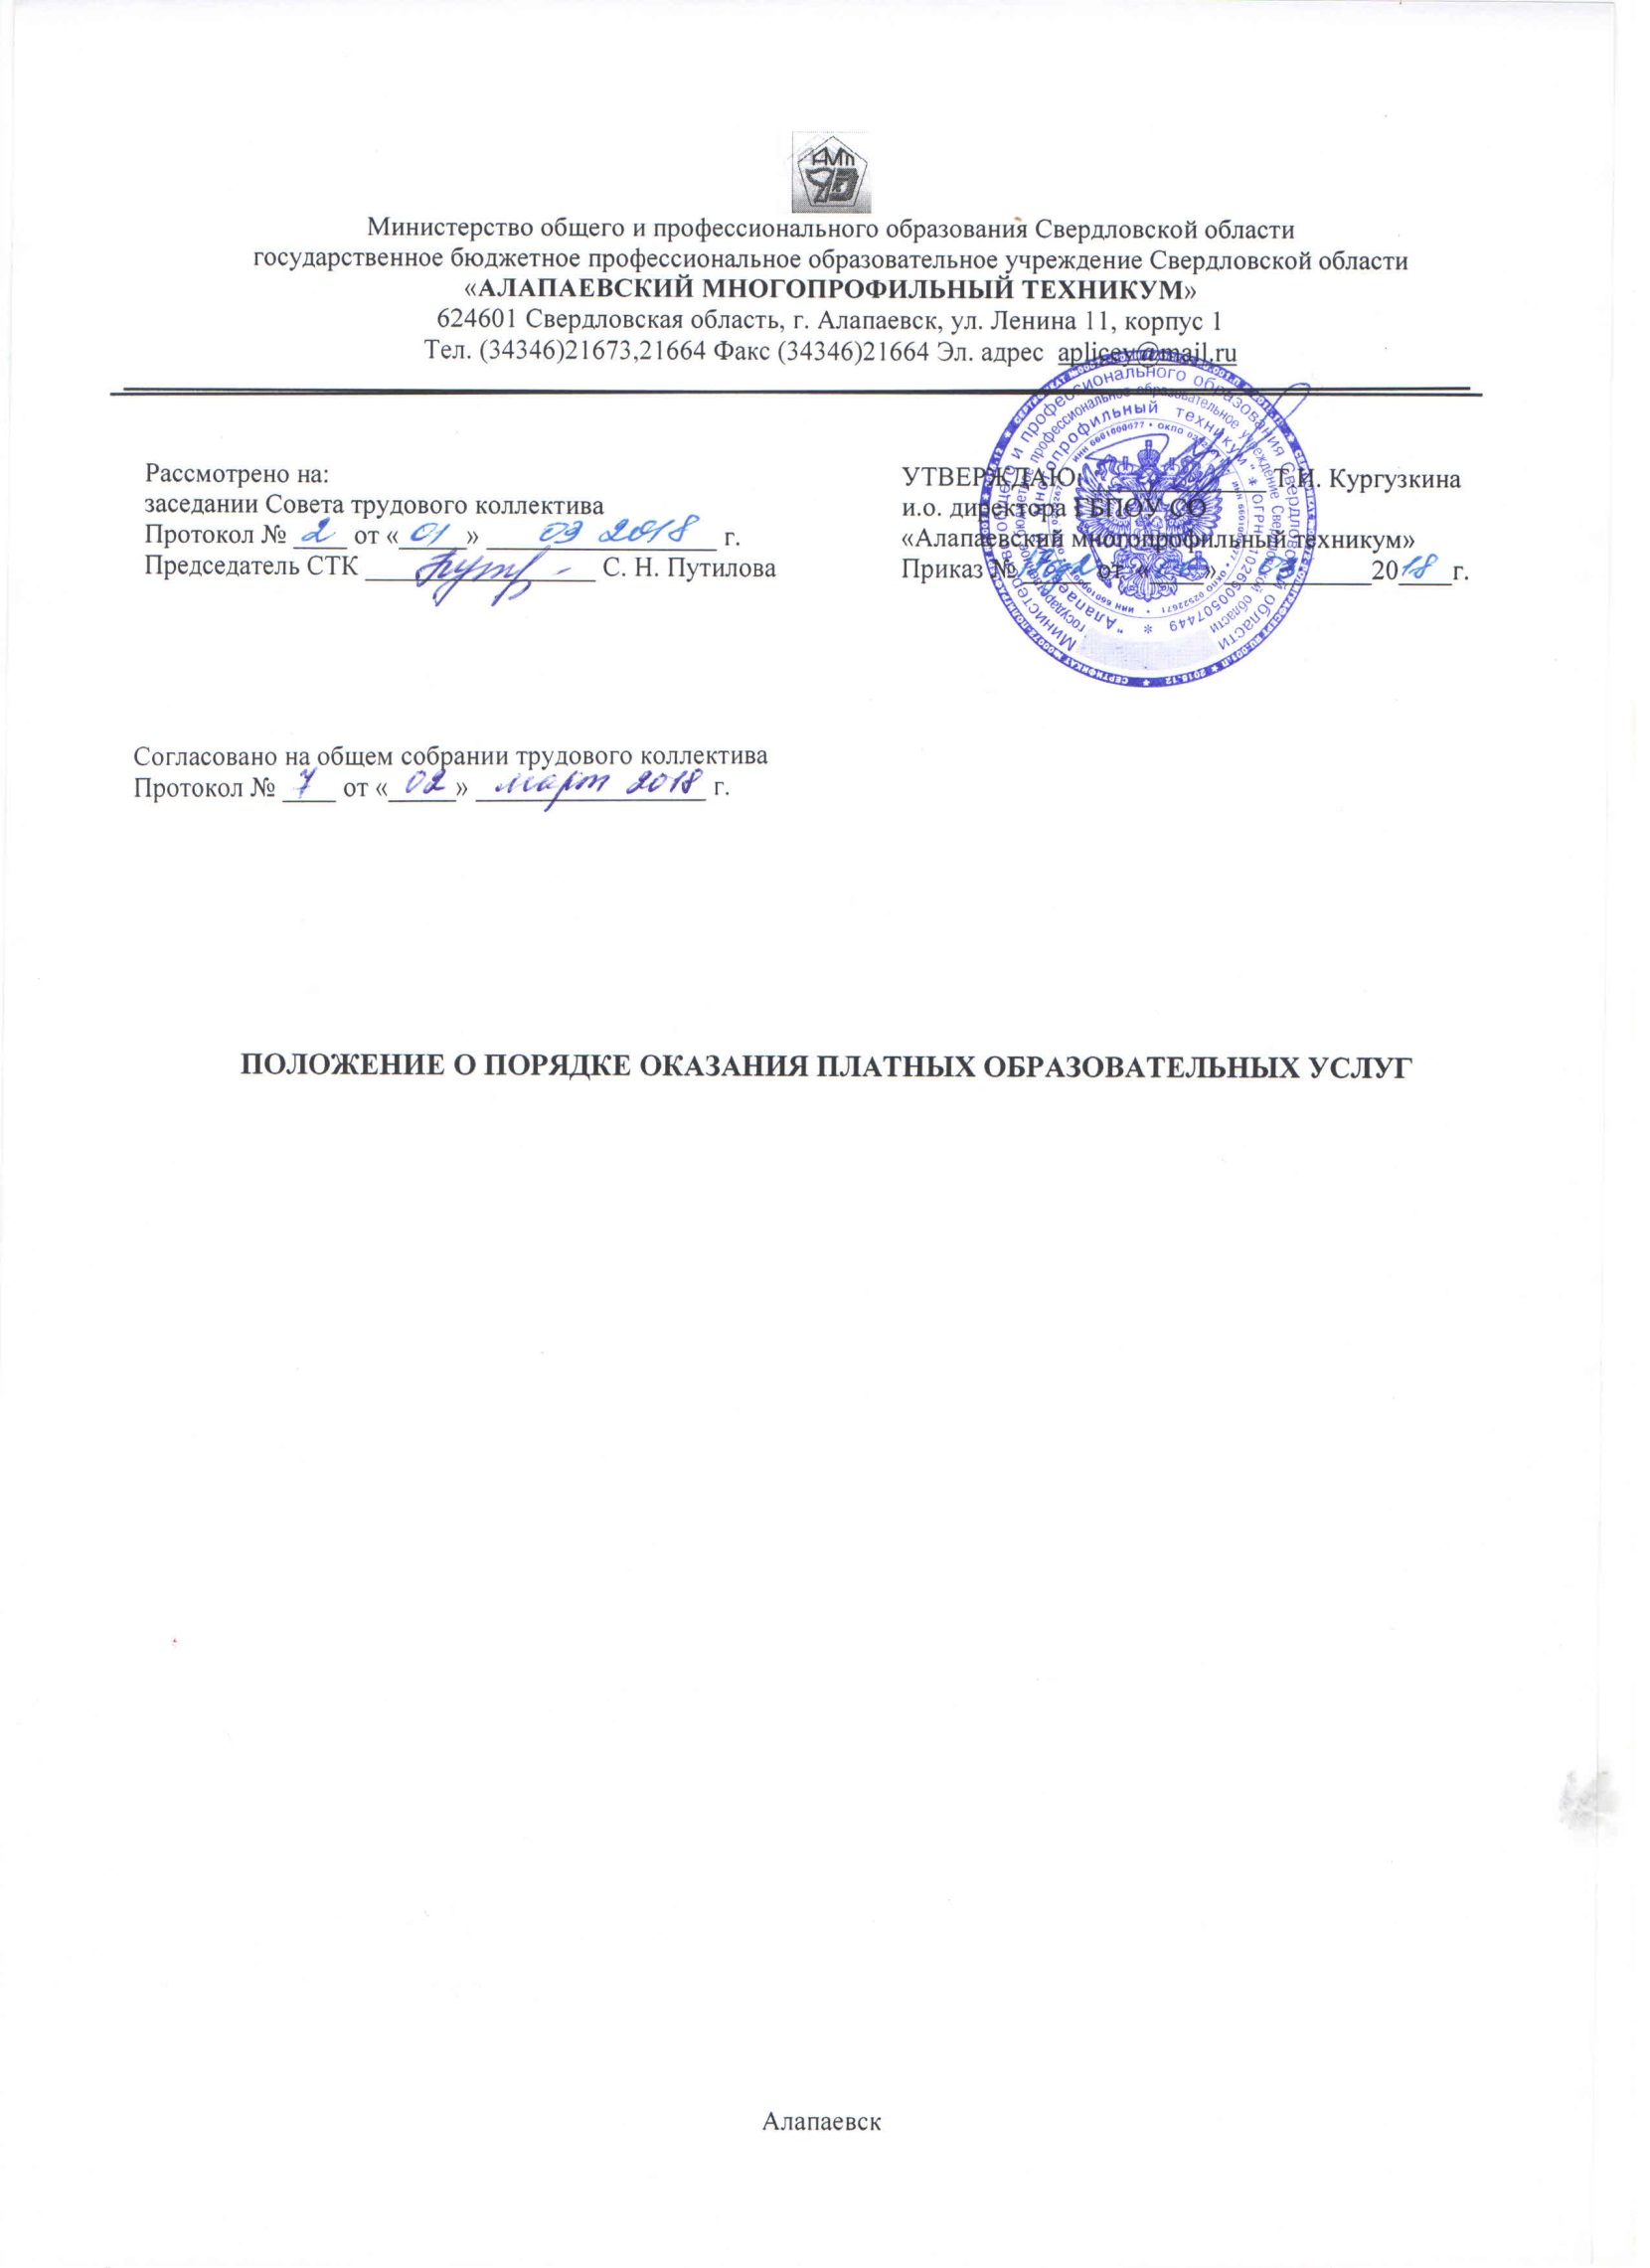 АМТ
Министерство общего и профессионального образования Свердловской области
государственное бюджетное профессиональное образовательное учреждение Свердловской области
«АЛАПАЕВСКИЙ МНОГОПРОФИЛЬНЫЙ ТЕХНИКУМ»
624601 Свердловская область, г. Алапаевск, ул. Ленина 11, корпус 1
Тел. (34346)21673,21664 Факс (34346)21664 Эл. адрес aplicey@mail.ru
Рассмотрено на:
заседании Совета трудового коллектива
Протокол № 2 от «01» 03 2018 г.
Председатель СТК С. Н. Путилова
УТВЕРЖДАЮ: Т.И. Кургузкина
и.о. директора ГБПОУ СО
«Алапаевский многопрофильный техникум»
Приказ № от « » 03 2018г.
Согласовано на общем собрании трудового коллектива
Протокол № 7 от «02» март 2018 г.
ПОЛОЖЕНИЕ О ПОРЯДКЕ ОКАЗАНИЯ ПЛАТНЫХ ОБРАЗОВАТЕЛЬНЫХ УСЛУГ
Алапаевск